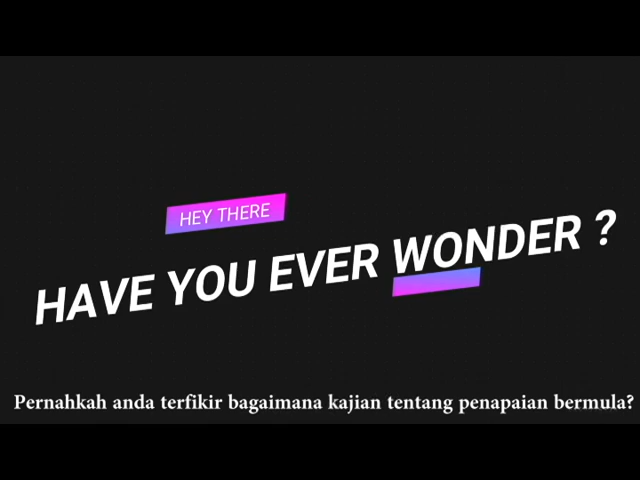 HEY THERE
HAVE YOU EVER WONDER ?
Pernahkah anda terfikir bagaimana kajian tentang penapaian bermula?